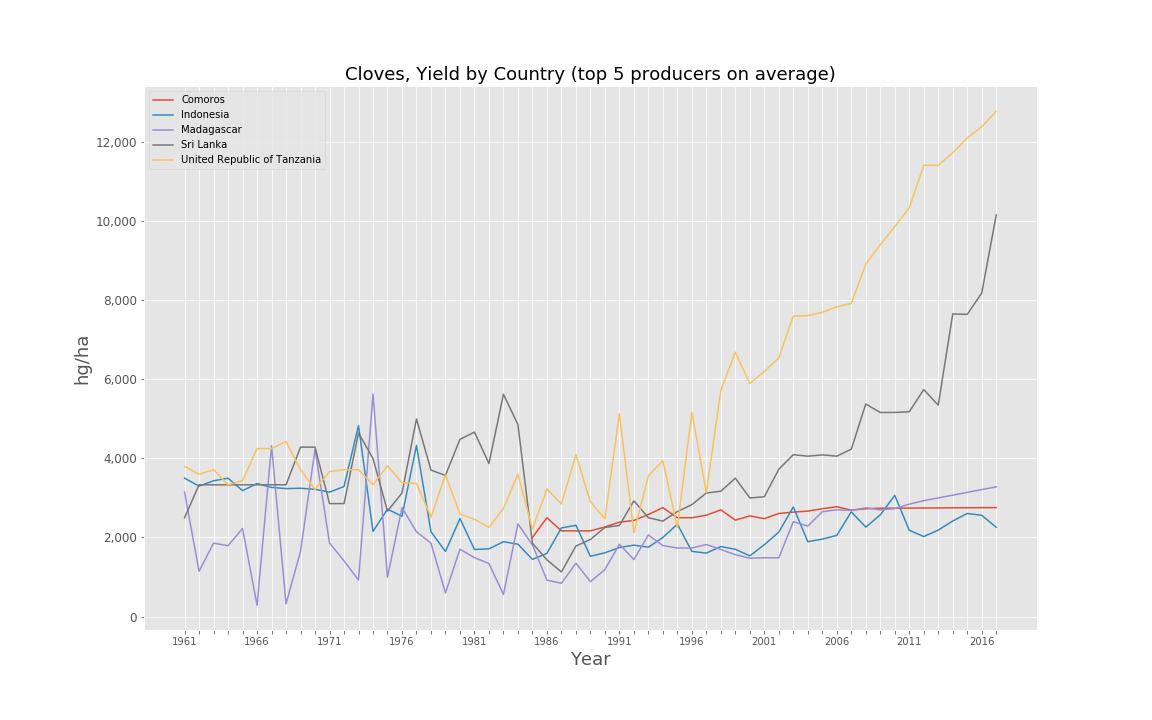 Cloves, Yield by Country (top 5 producers on average)
Comoros
Indonesia
Madagascar
Sri Lanka
United Republic of Tanzania
12,000
10,000
8,000
6,000
4,000
2,000
0
hg/ha
1961 1966 1971 1976 1981 1986 1991 1996 2001 2006 2011 2016
Year